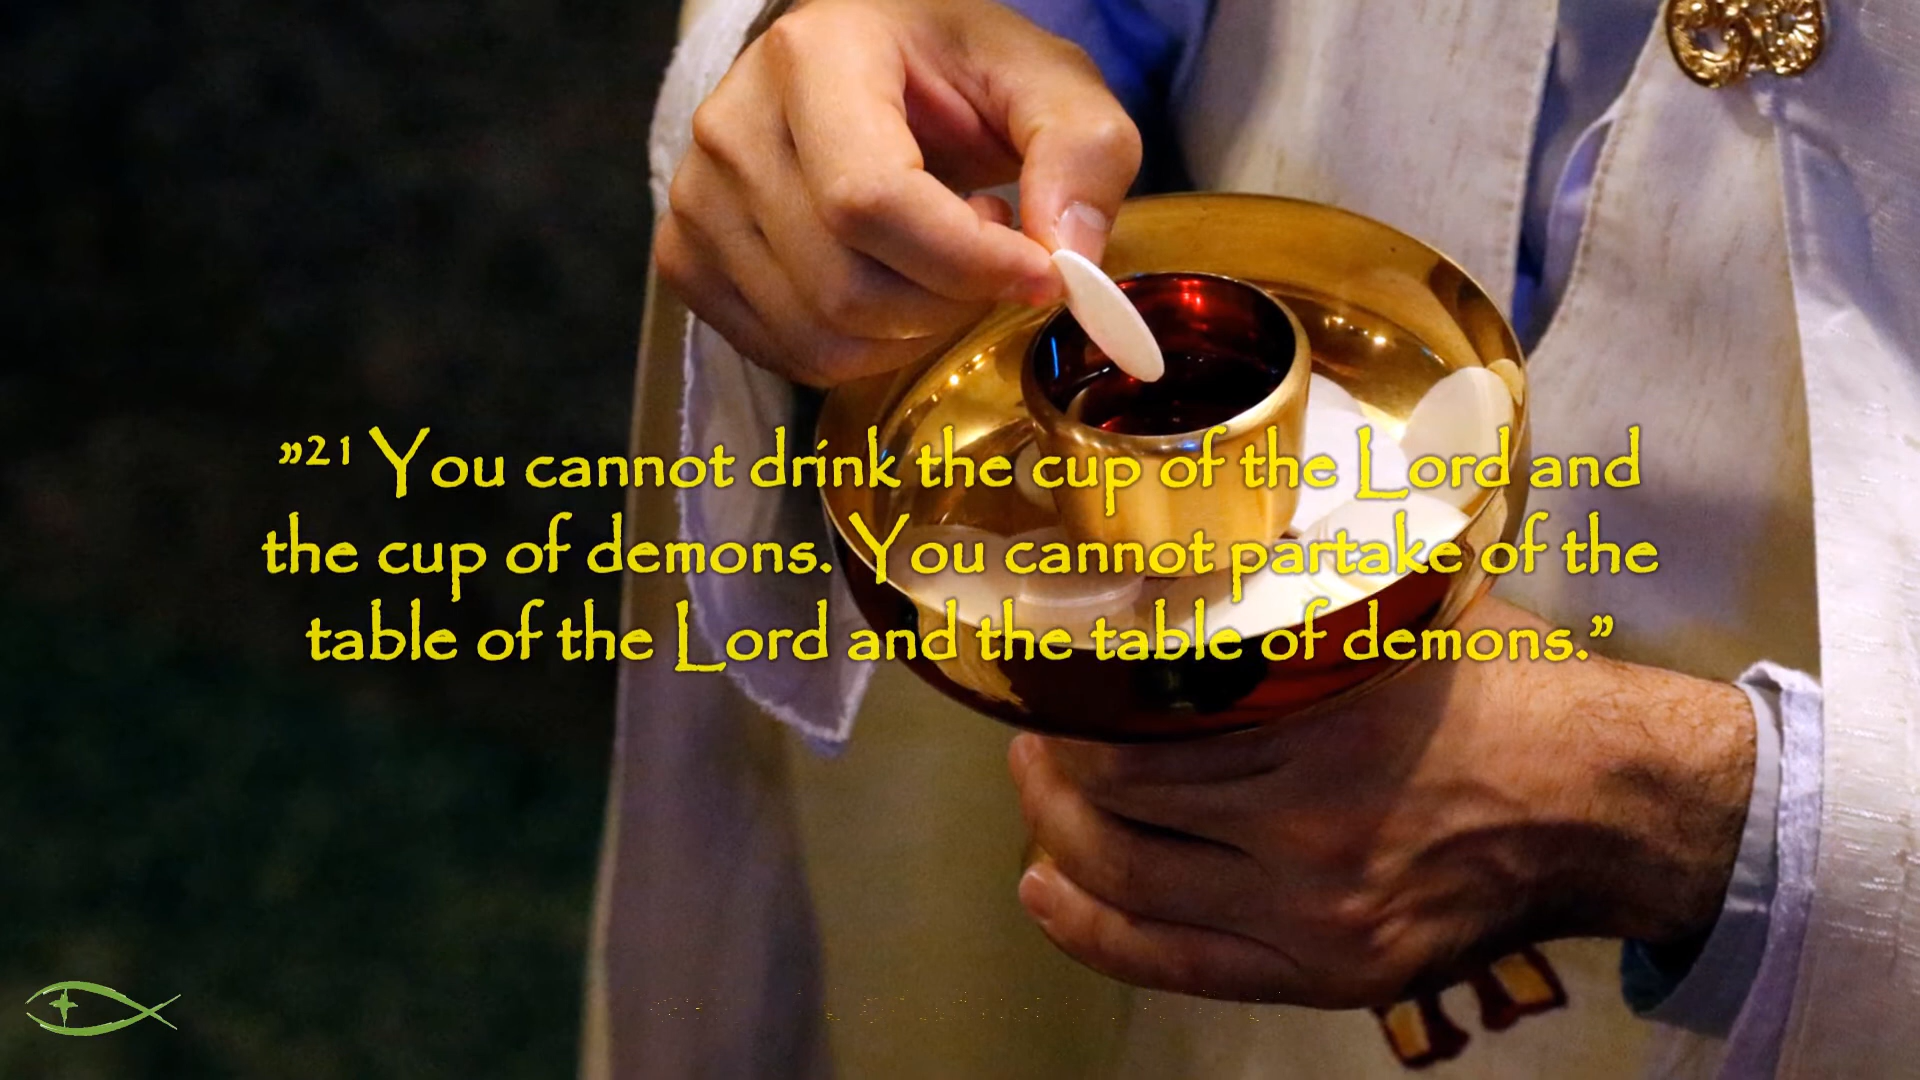 ”²¹ You cannot drink the cup of the Lord and
the cup of demons. You cannot partake of the
table of the Lord and the table of demons.”